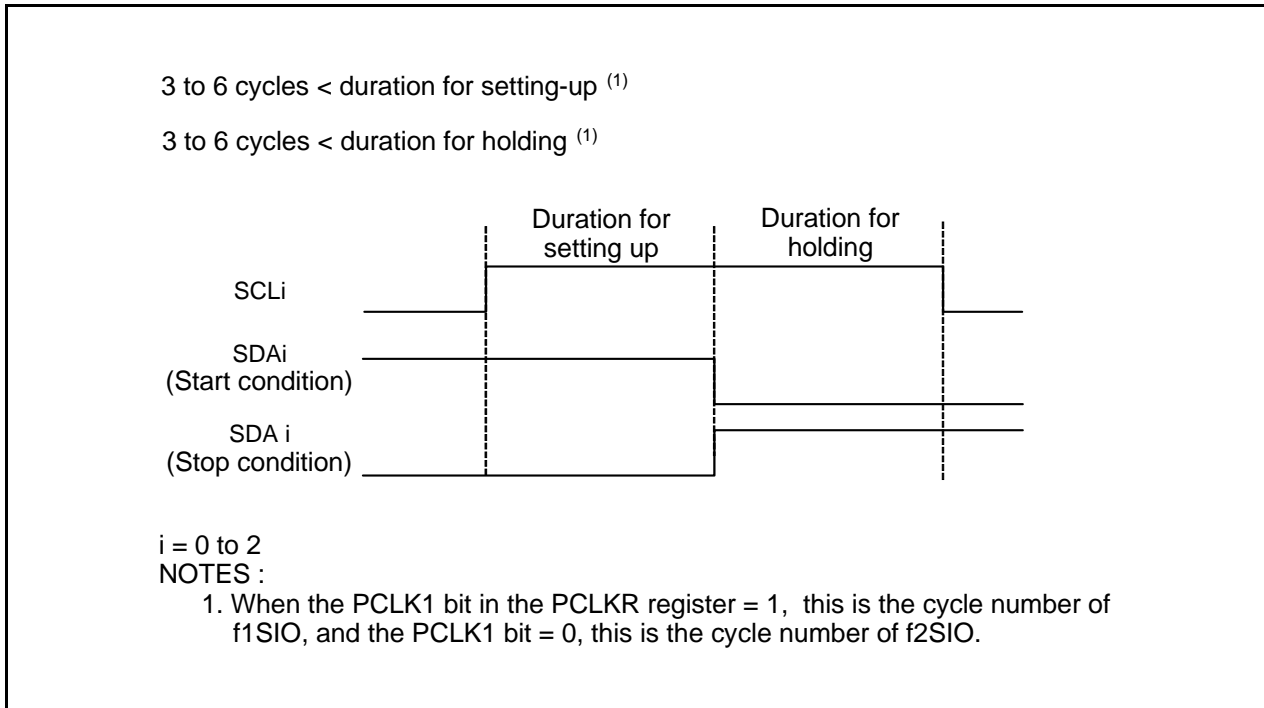 3 to 6 cycles < duration for setting-up (1)
3 to 6 cycles < duration for holding (1)
Duration for
setting up
Duration for
holding
SCLi
SDAi
(Start condition)
SDA i
(Stop condition)
i = 0 to 2
NOTES :
1. When the PCLK1 bit in the PCLKR register = 1, this is the cycle number of
f1SIO, and the PCLK1 bit = 0, this is the cycle number of f2SIO.